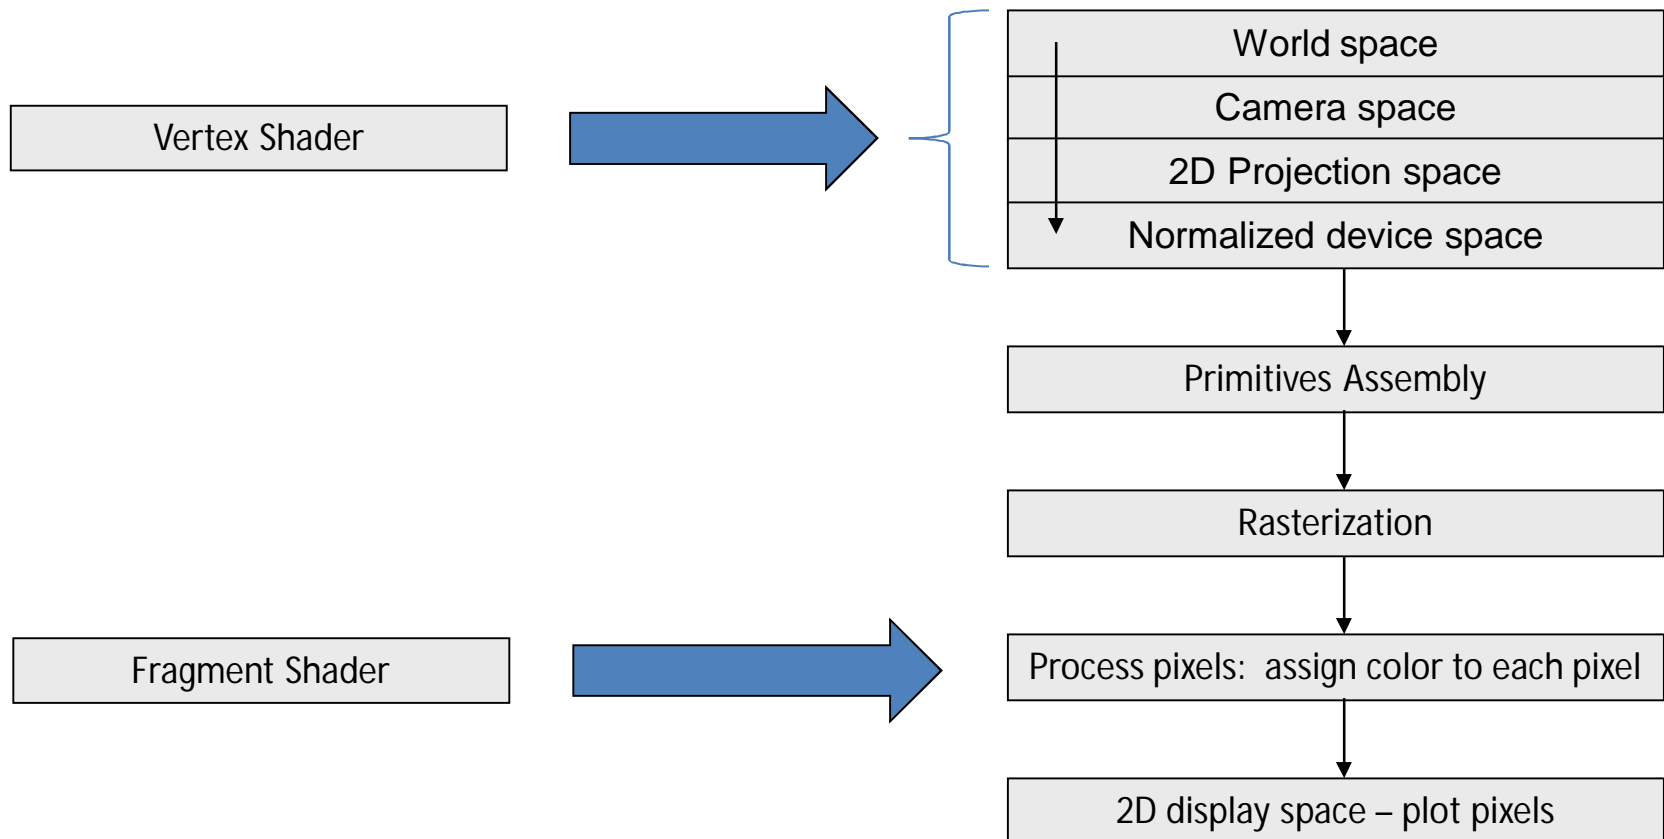 World space
Camera space
Vertex Shader
2D Projection space
Normalized device space
Primitives Assembly
Rasterization
Fragment Shader
Process pixels:  assign color to each pixel
2D display space – plot pixels